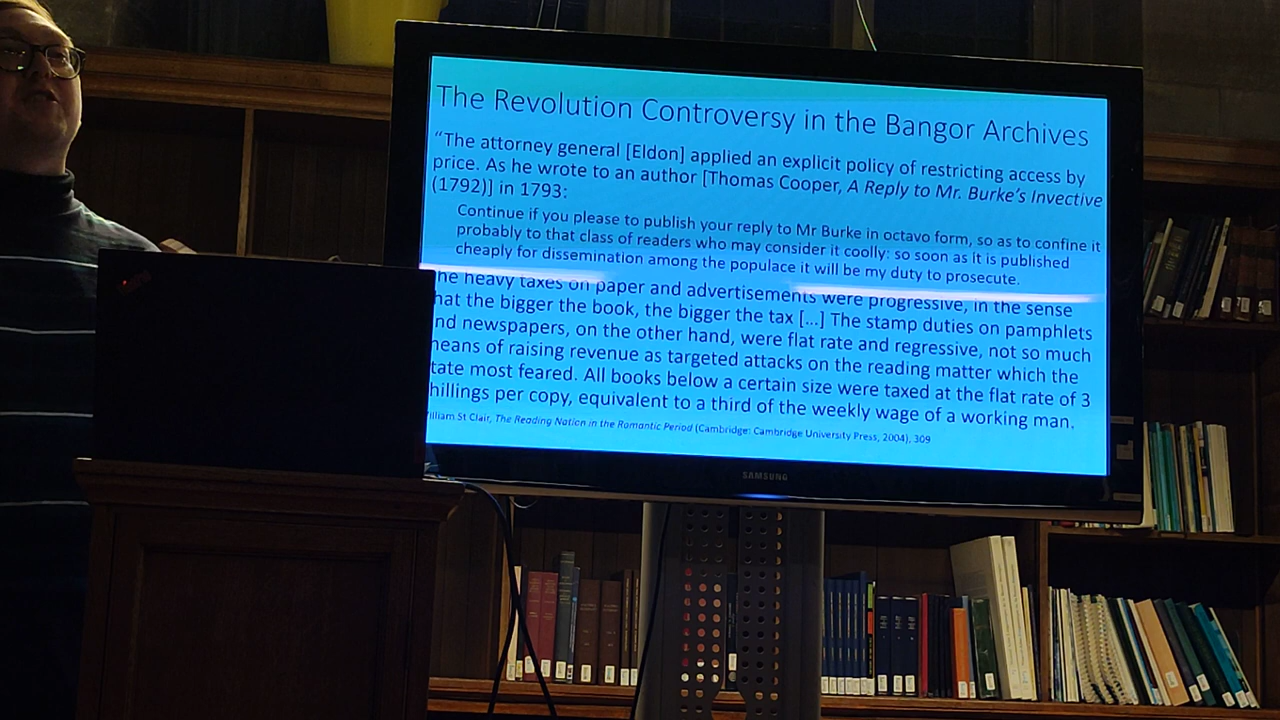 The Revolution Controversy in the Bangor Archives
“The attorney general [Eldon] applied an explicit policy of restricting access by
price. As he wrote to an author [Thomas Cooper, A Reply to Mr. Burke’s Invective
(1792)] in 1793:
Continue if you please to publish your reply to Mr Burke in octavo form, so as to confine it
probably to that class of readers who may consider it coolly: so soon as it is published
cheaply for dissemination among the populace it will be my duty to prosecute.
he heavy taxes on paper and advertisements were progressive, in the sense
hat the bigger the book, the bigger the tax [...] The stamp duties on pamphlets
nd newspapers, on the other hand, were flat rate and regressive, not so much
eans of raising revenue as targeted attacks on the reading matter which the
tate most feared. All books below a certain size were taxed at the flat rate of 3
hillings per copy, equivalent to a third of the weekly wage of a working man.
illiam St Clair, The Reading Nation in the Romantic Period (Cambridge: Cambridge University Press, 2004), 309
SAMSUNG